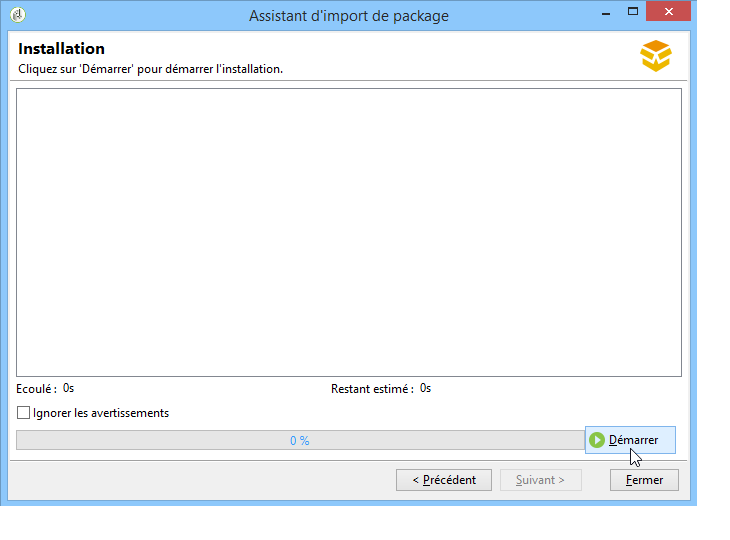 Assistant d'import de package
Installation
Cliquez sur 'Démarrer' pour démarrer l'installation.
Ecoulé : 0s
Restant estimé : 0s
Ignorer les avertissements
0 %
Démarrer
< Précédent
Suivant >
Fermer